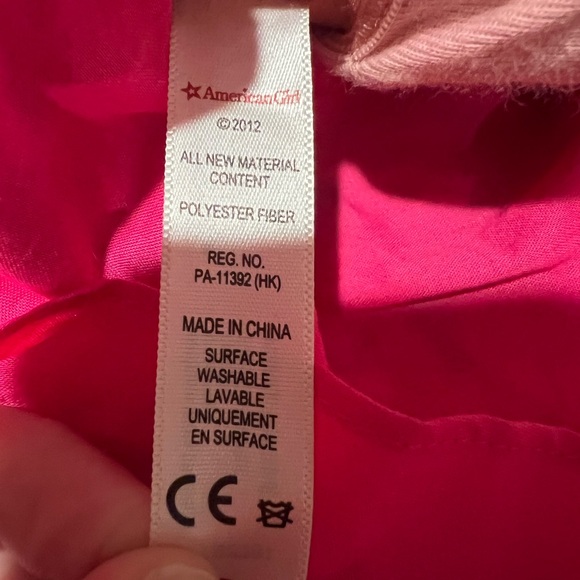 American Girl
©2012
ALL NEW MATERIAL
CONTENT
POLYESTER FIBER
REG. NO.
PA-11392 (HK)
MADE IN CHINA
SURFACE
WASHABLE
LAVABLE
UNIQUEMENT
EN SURFACE
CE